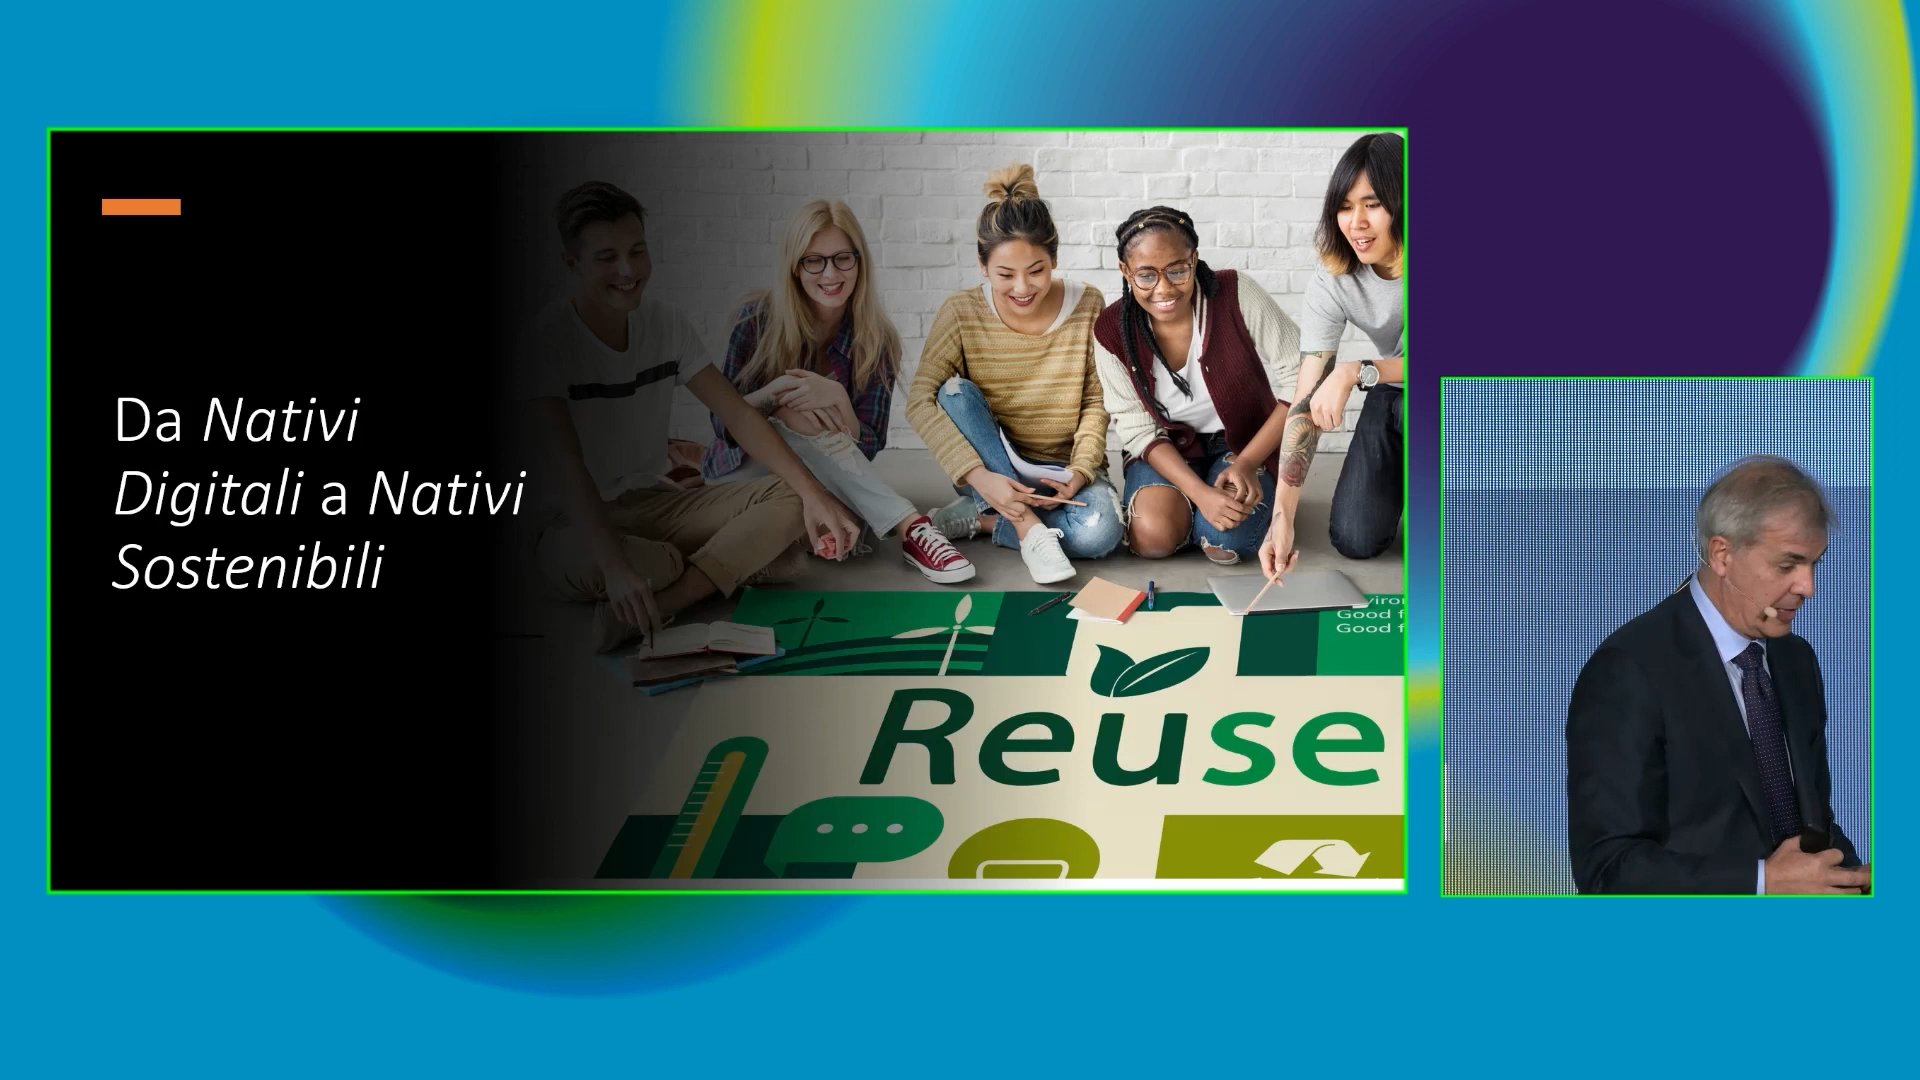 Da Nativi
Digitali a Nativi
Sostenibili
Good f
Good f
Reuse